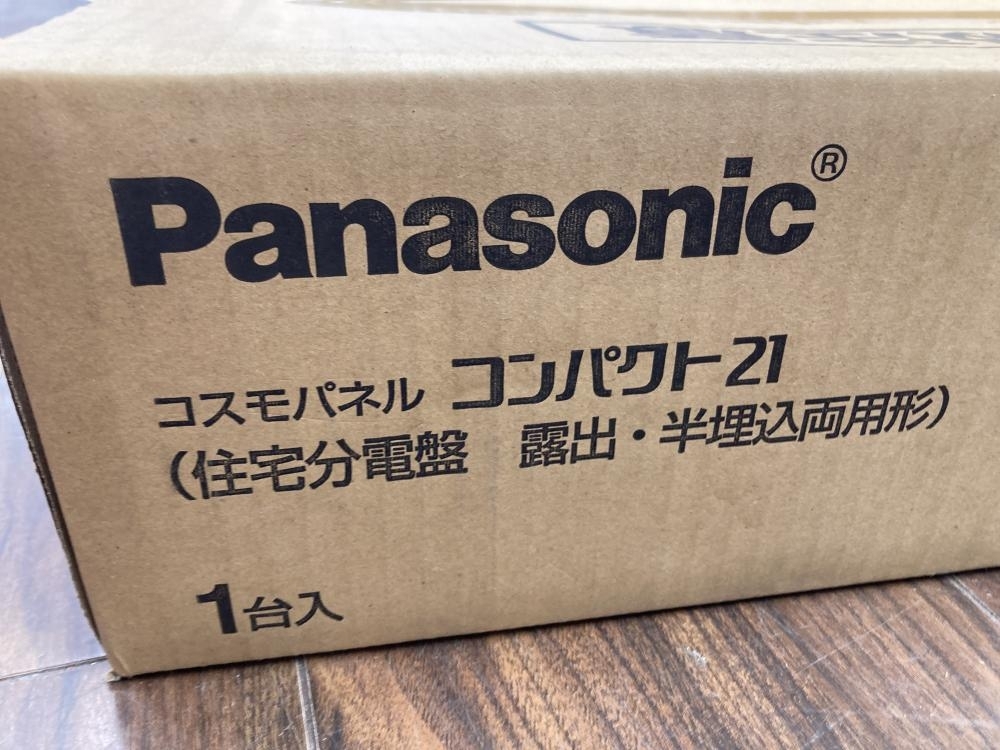 Panasonic®
コスモパネル コンパクト21
(住宅分電盤 露出・半埋込両用形)
1台入